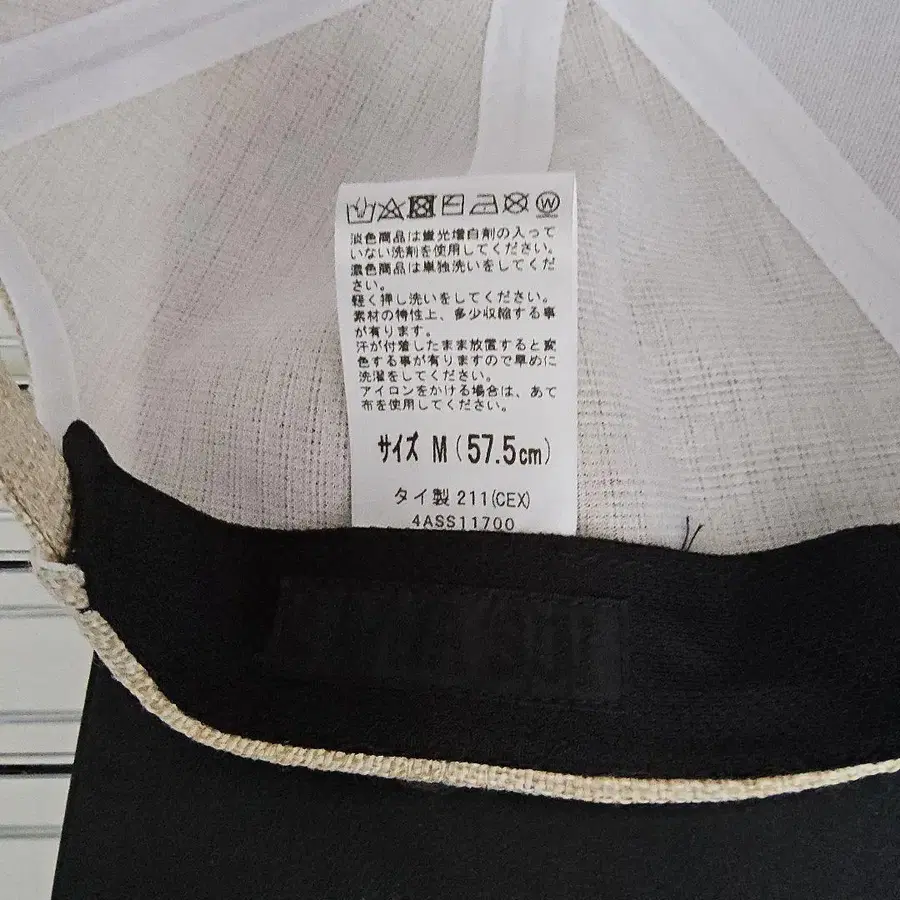 淡色商品は蛍光増白剤の入って
いない洗剤を使用してください。
濃色商品は単独洗いをしてくだ
さい。
軽く押し洗いをしてください。
素材の特性上、多少収縮する事
が有ります。
汗が付着したまま放置すると変
色する事が有りますので早めに
洗濯をしてください。
アイロンをかける場合は、あて
布を使用してください。
サイズ M(57.5cm)
タイ製 211(CEX)
4ASS11700